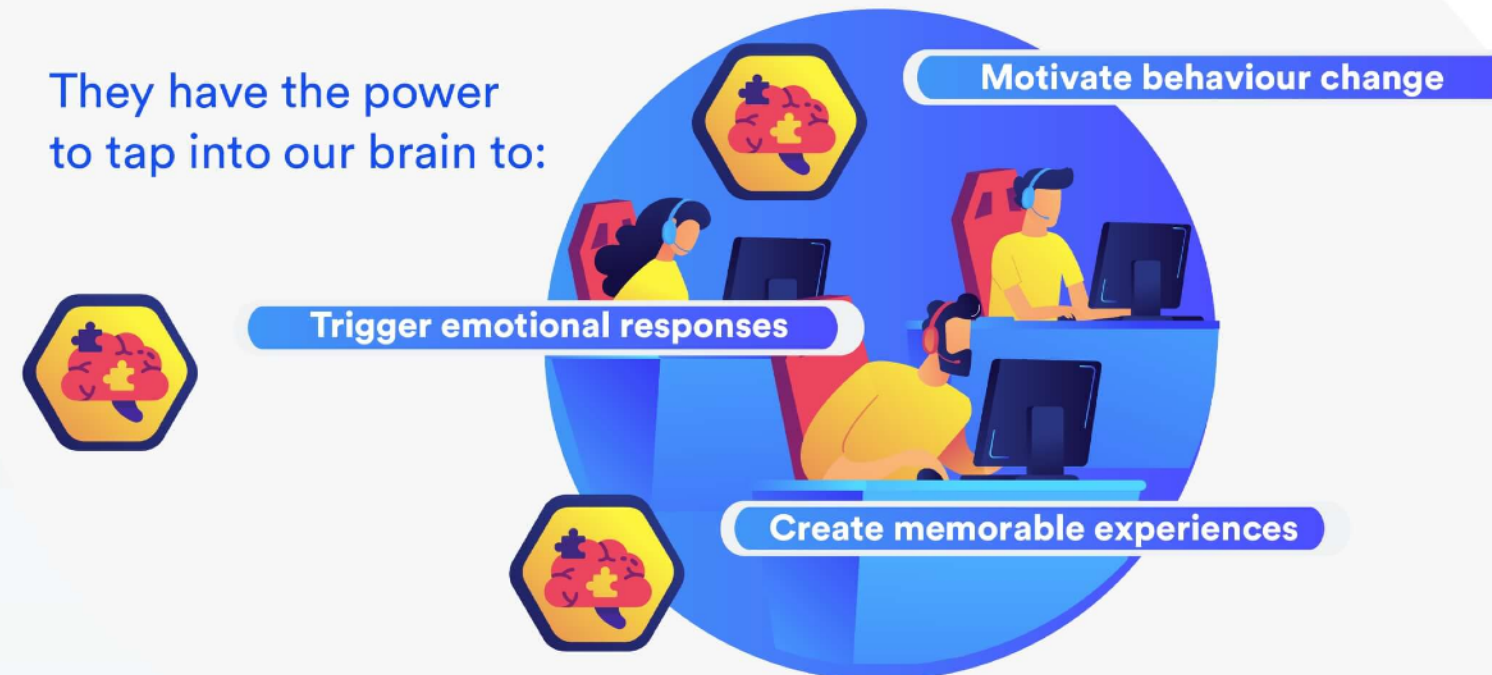 They have the power
to tap into our brain to:
Motivate behaviour change
Trigger emotional responses
Create memorable experiences